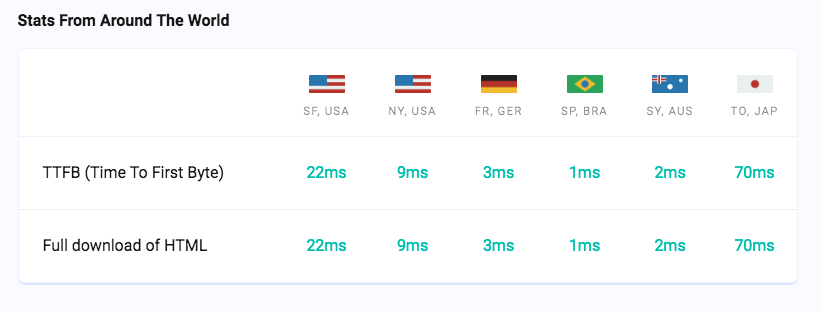 Stats From Around The World
SF, USA NY, USA FR, GER SP, BRA SY, AUS TO, JAP
TTFB (Time To First Byte) 22ms 9ms 3ms 1ms 2ms 70ms
Full download of HTML 22ms 9ms 3ms 1ms 2ms 70ms